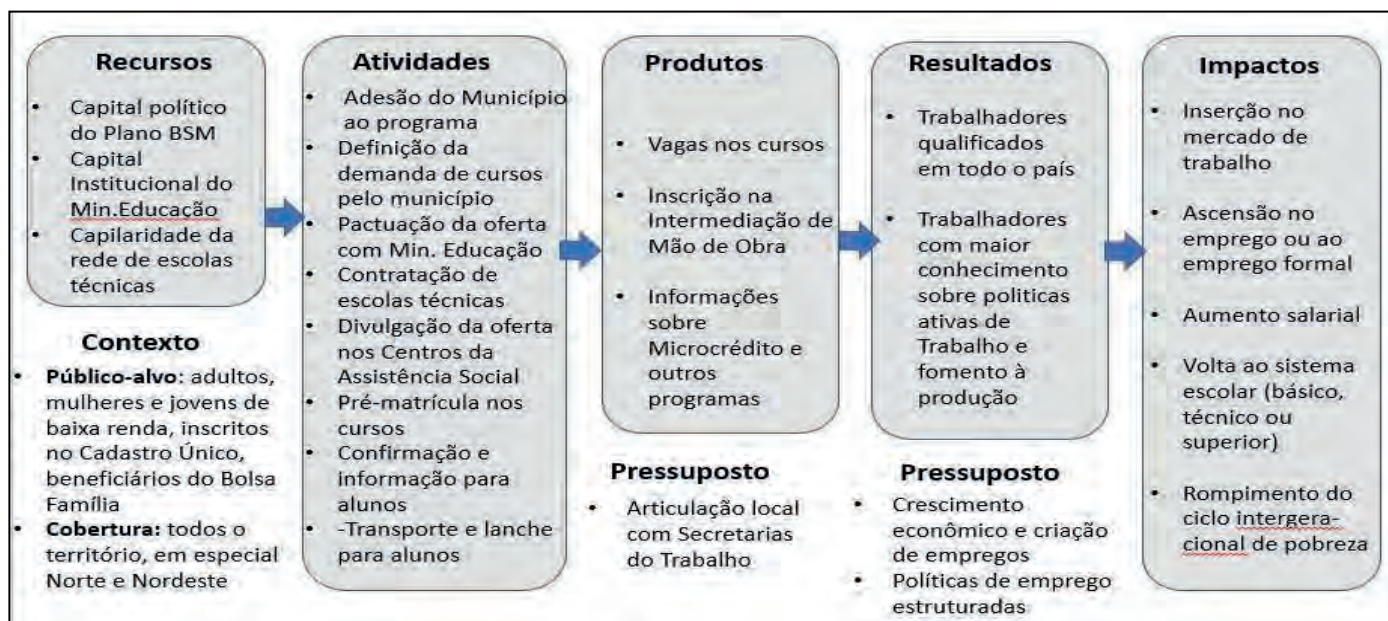 Recursos
• Capital político
do Plano BSM
• Capital
Institucional do
Min.Educação
• Capilaridade da
rede de escolas
técnicas
Contexto
• Público-alvo: adultos,
mulheres e jovens de
baixa renda, inscritos
no Cadastro Único,
beneficiários do Bolsa
Família
• Cobertura: todos o
território, em especial
Norte e Nordeste
Atividades
• Adesão do Município
ao programa
• Definição da
demanda de cursos
pelo município
• Pactuação da oferta
com Min. Educação
• Contratação de
escolas técnicas
• Divulgação da oferta
nos Centros da
Assistência Social
• Pré-matrícula nos
cursos
• Confirmação e
informação para
alunos
• -Transporte e lanche
para alunos
Produtos
• Vagas nos cursos
• Inscrição na
Intermediação de
Mão de Obra
• Informações
sobre
Microcrédito e
outros
programas
Pressuposto
• Articulação local
com Secretarias
do Trabalho
Resultados
• Trabalhadores
qualificados
em todo o país
• Trabalhadores
com maior
conhecimento
sobre politicas
ativas de
Trabalho e
fomento à
produção
Pressuposto
• Crescimento
econômico e criação
de empregos
• Políticas de emprego
estruturadas
Impactos
• Inserção no
mercado de
trabalho
• Ascensão no
emprego ou ao
emprego formal
• Aumento salarial
• Volta ao sistema
escolar (básico,
técnico ou
superior)
• Rompimento do
ciclo intergera-
cional de pobreza